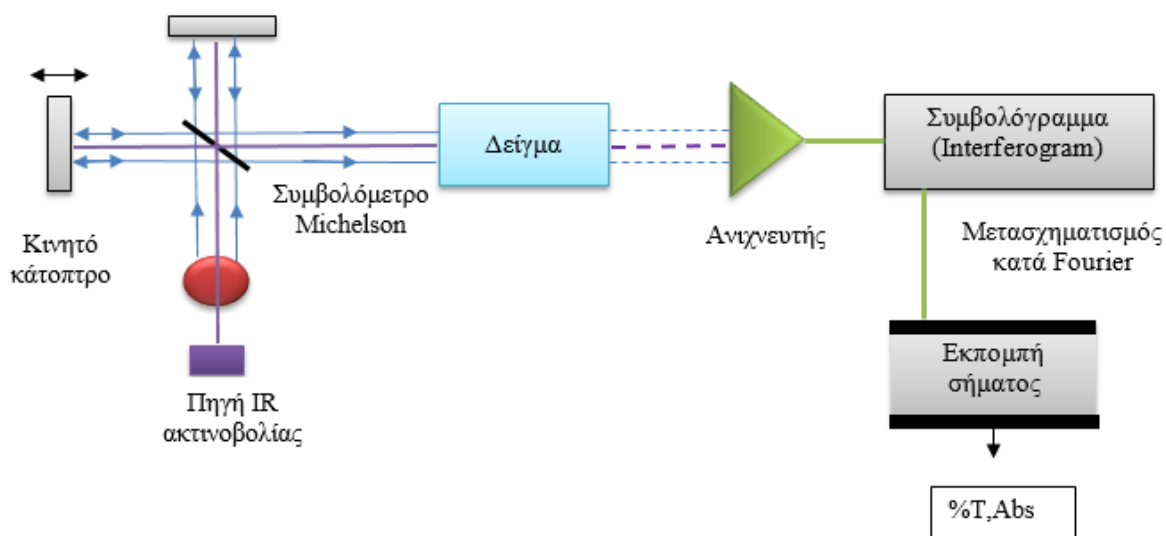 Συμβολόγραμμα
(Interferogram)
Δείγμα
Συμβολόμετρο
Michelson
Κινητό
κάτοπτρο
Ανιχνευτής
Μετασχηματισμός
κατά Fourier
Εκπομπή
σήματος
Πηγή IR
ακτινοβολίας
%T,Abs